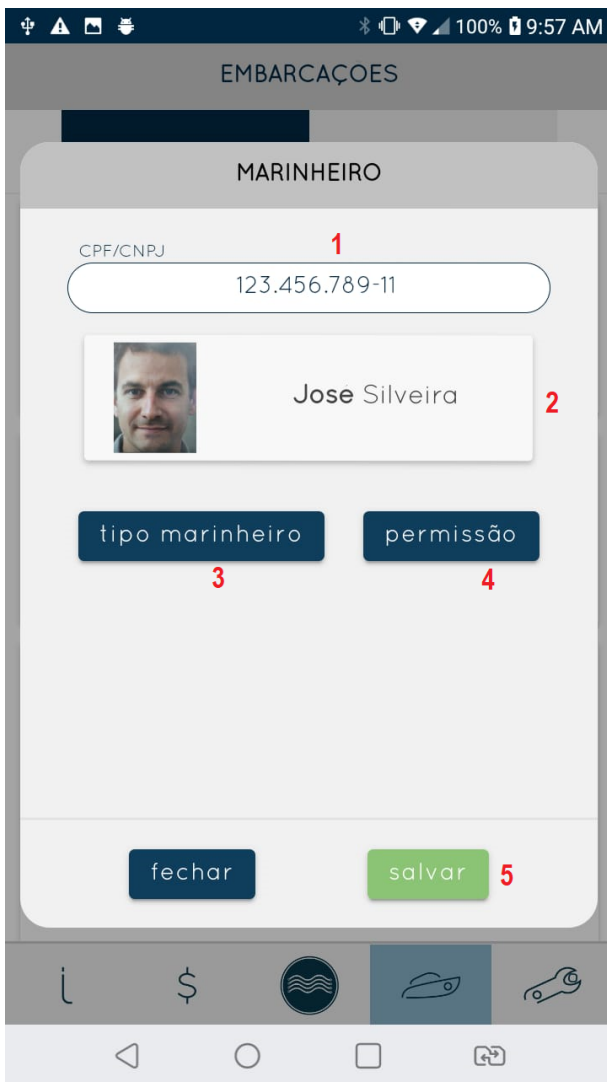 100% 9:57 AM
EMBARCAÇOES
MARINHEIRO
1
CPF/CNPJ
123.456.789-11
Jose Silveira
2
tipo marinheiro
permissão
3
4
fechar
salvar
5
i
$